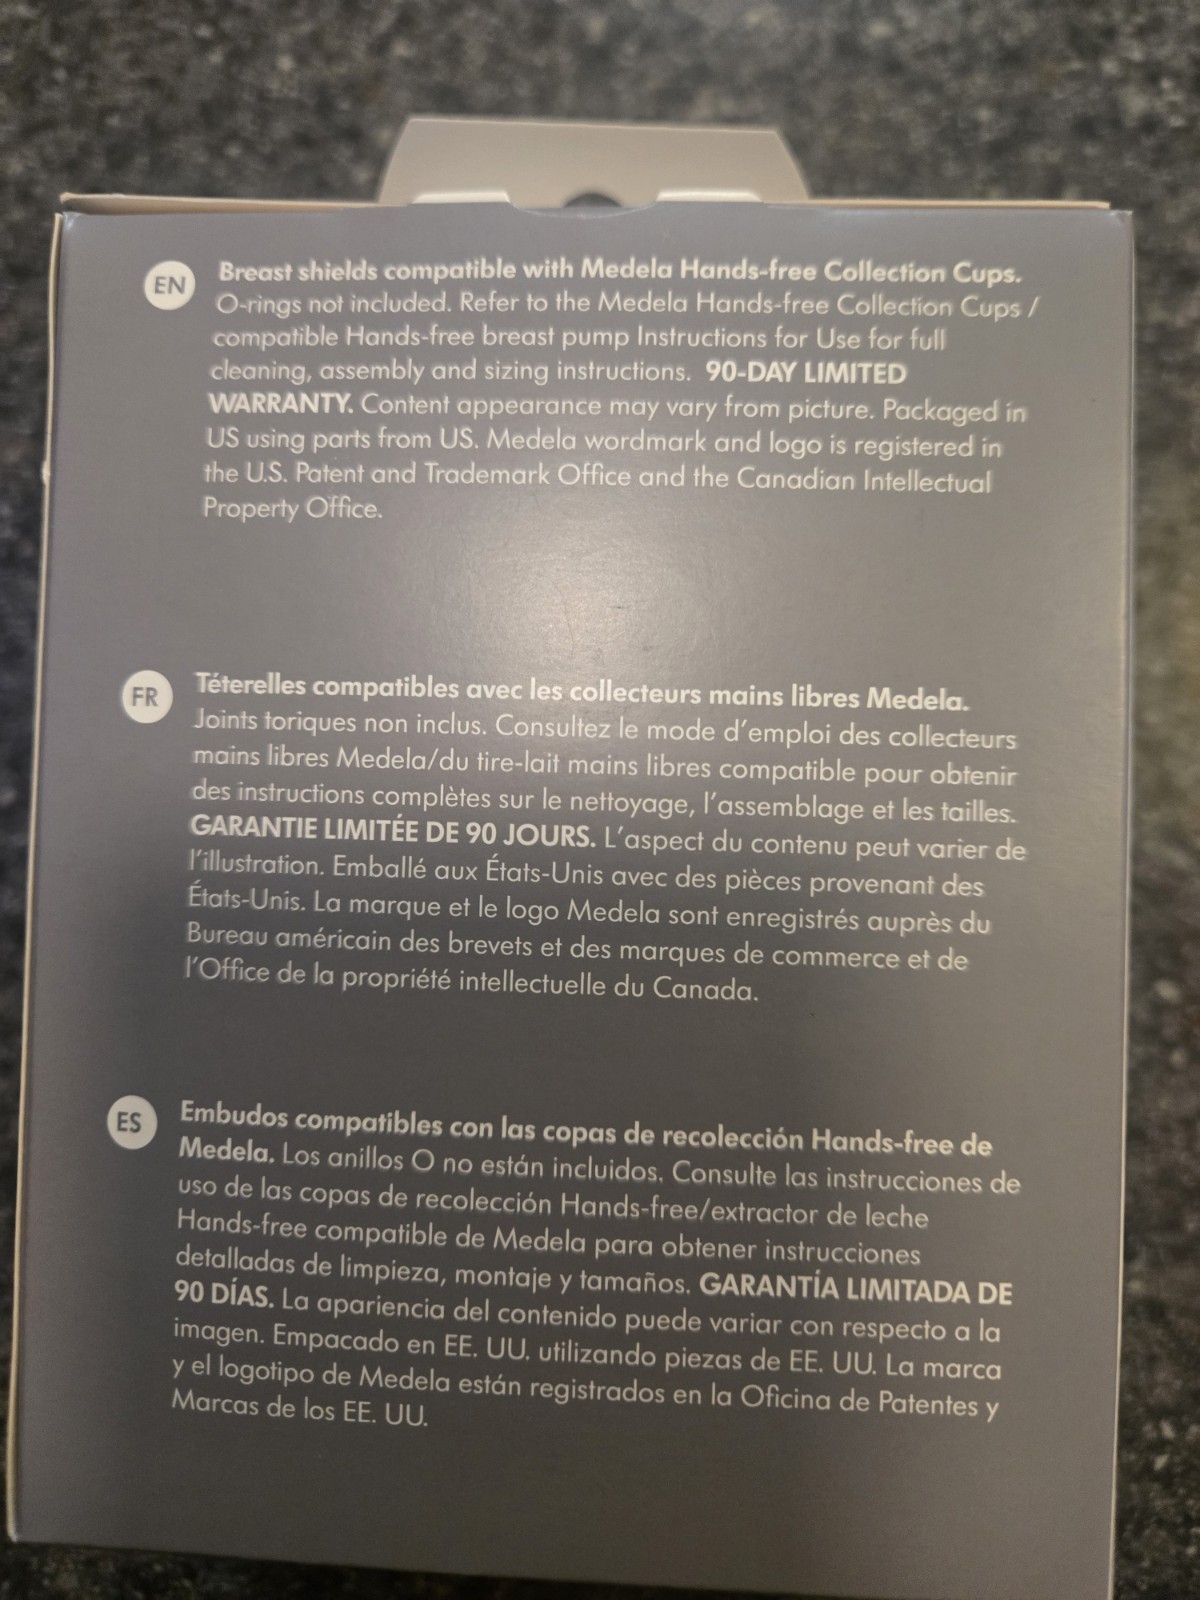 EN
Breast shields compatible with Medela Hands-free Collection Cups.
O-rings not included. Refer to the Medela Hands-free Collection Cups /
compatible Hands-free breast pump Instructions for Use for full
cleaning, assembly and sizing instructions. 90-DAY LIMITED
WARRANTY. Content appearance may vary from picture. Packaged in
US using parts from US. Medela wordmark and logo is registered in
the U.S. Patent and Trademark Office and the Canadian Intellectual
Property Office.
FR
Téterelles compatibles avec les collecteurs mains libres Medela.
Joints toriques non inclus. Consultez le mode d'emploi des collecteurs
mains libres Medela/du tire-lait mains libres compatible pour obtenir
des instructions complètes sur le nettoyage, l'assemblage et les tailles.
GARANTIE LIMITÉE DE 90 JOURS. L'aspect du contenu peut varier de
l'illustration. Emballé aux États-Unis avec des pièces provenant des
États-Unis. La marque et le logo Medela sont enregistrés auprès du
Bureau américain des brevets et des marques de commerce et de
l'Office de la propriété intellectuelle du Canada.
ES
Embudos compatibles con las copas de recolección Hands-free de
Medela. Los anillos O no están incluidos. Consulte las instrucciones de
uso de las copas de recolección Hands-free/extractor de leche
Hands-free compatible de Medela para obtener instrucciones
detalladas de limpieza, montaje y tamaños. GARANTÍA LIMITADA DE
90 DÍAS. La apariencia del contenido puede variar con respecto a la
imagen. Empacado en EE. UU. utilizando piezas de EE. UU. La marca
y el logotipo de Medela están registrados en la Oficina de Patentes y
Marcas de los EE. UU.